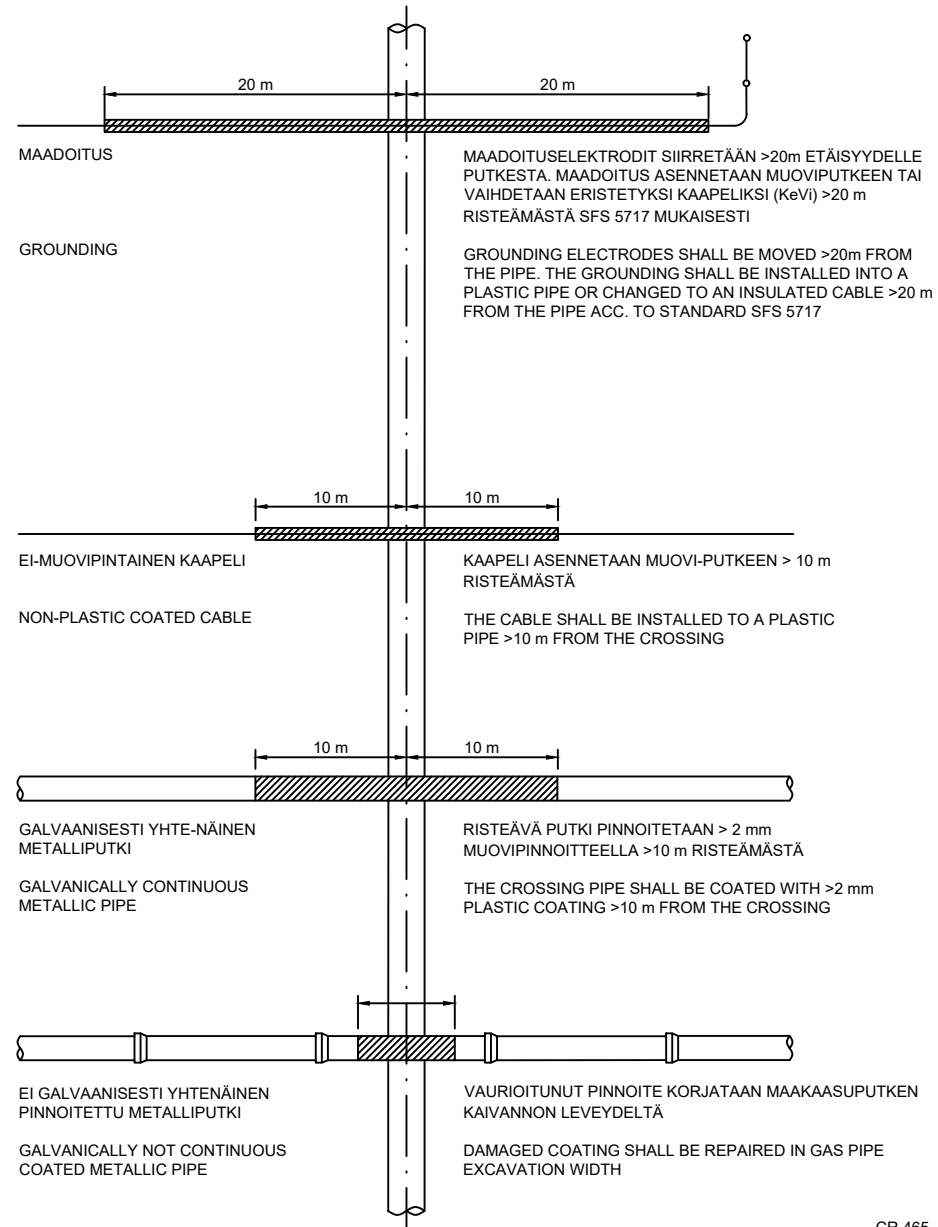 20 m 20 m
MAADOITUS
MAADOITUSELEKTRODIT SIIRRETÄÄN >20m ETÄISYYDELLE
PUTKESTA. MAADOITUS ASENNETAAN MUOVIPUTKEEN TAI
VAIHDETAAN ERISTETYKSI KAAPELIKSI (KeVi) >20 m
RISTEÄMÄSTÄ SFS 5717 MUKAISESTI
GROUNDING
GROUNDING ELECTRODES SHALL BE MOVED >20m FROM
THE PIPE. THE GROUNDING SHALL BE INSTALLED INTO A
PLASTIC PIPE OR CHANGED TO AN INSULATED CABLE >20 m
FROM THE PIPE ACC. TO STANDARD SFS 5717
10 m 10 m
EI-MUOVIPINTAINEN KAAPELI
KAAPELI ASENNETAAN MUOVI-PUTKEEN > 10 m
RISTEÄMÄSTÄ
NON-PLASTIC COATED CABLE
THE CABLE SHALL BE INSTALLED TO A PLASTIC
PIPE >10 m FROM THE CROSSING
10 m 10 m
GALVAANISESTI YHTE-NÄINEN
METALLIPUTKI
RISTEÄVÄ PUTKI PINNOITETAAN > 2 mm
MUOVIPINNOITTEELLA >10 m RISTEÄMÄSTÄ
GALVANICALLY CONTINUOUS
METALLIC PIPE
THE CROSSING PIPE SHALL BE COATED WITH >2 mm
PLASTIC COATING >10 m FROM THE CROSSING
EI GALVAANISESTI YHTENÄINEN
PINNOITETTU METALLIPUTKI
VAURIOITUNUT PINNOITE KORJATAAN MAAKAASUPUTKEN
KAIVANNON LEVEYDELTÄ
GALVANICALLY NOT CONTINUOUS
COATED METALLIC PIPE
DAMAGED COATING SHALL BE REPAIRED IN GAS PIPE
EXCAVATION WIDTH